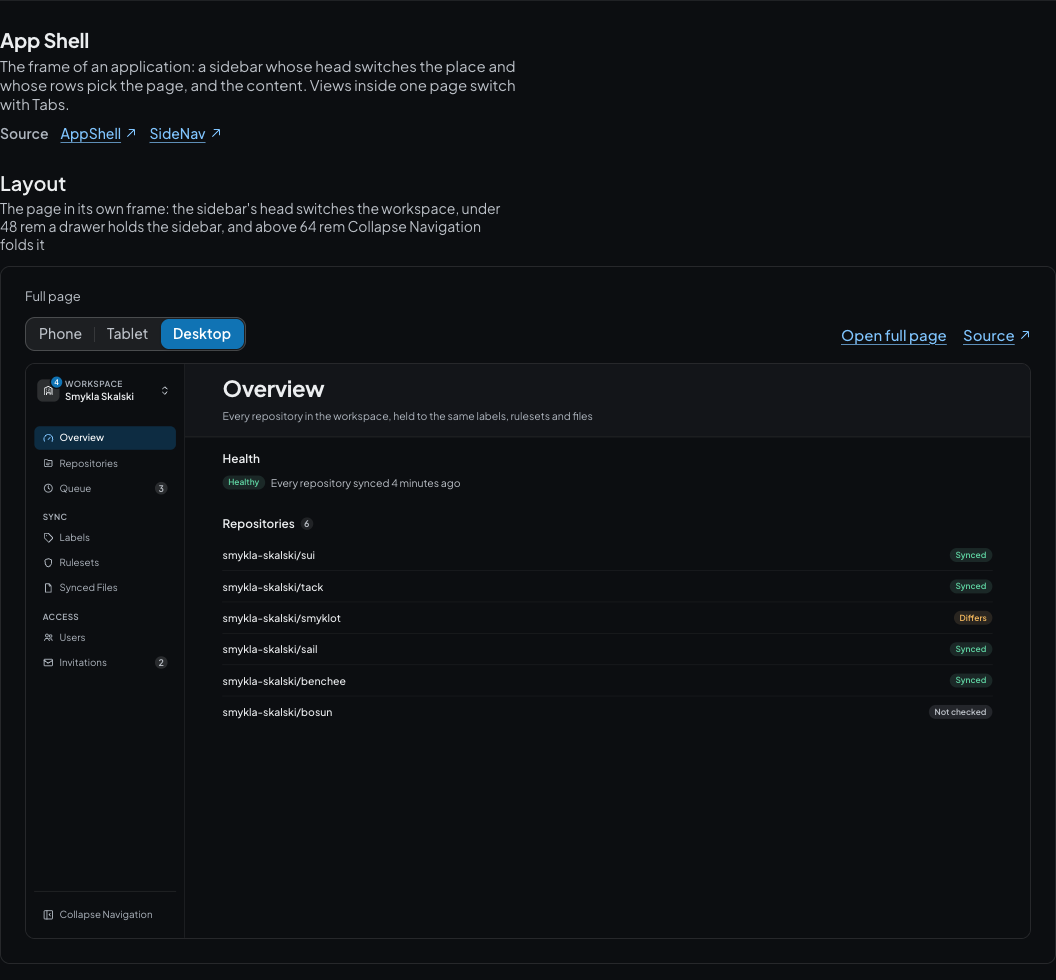 App Shell
The frame of an application: a sidebar whose head switches the place and
whose rows pick the page, and the content. Views inside one page switch
with Tabs.
Source AppShell ↗ SideNav ↗
Layout
The page in its own frame: the sidebar's head switches the workspace, under
48 rem a drawer holds the sidebar, and above 64 rem Collapse Navigation
folds it
Full page
Phone Tablet Desktop
Open full page Source ↗
4
WORKSPACE
Smykla Skalski
Overview
Repositories
Queue 3
SYNC
Labels
Rulesets
Synced Files
ACCESS
Users
Invitations 2
Collapse Navigation
Overview
Every repository in the workspace, held to the same labels, rulesets and files
Health
Healthy Every repository synced 4 minutes ago
Repositories 6
smykla-skalski/sui Synced
smykla-skalski/tack Synced
smykla-skalski/smyklot Differs
smykla-skalski/sail Synced
smykla-skalski/benchee Synced
smykla-skalski/bosun Not checked